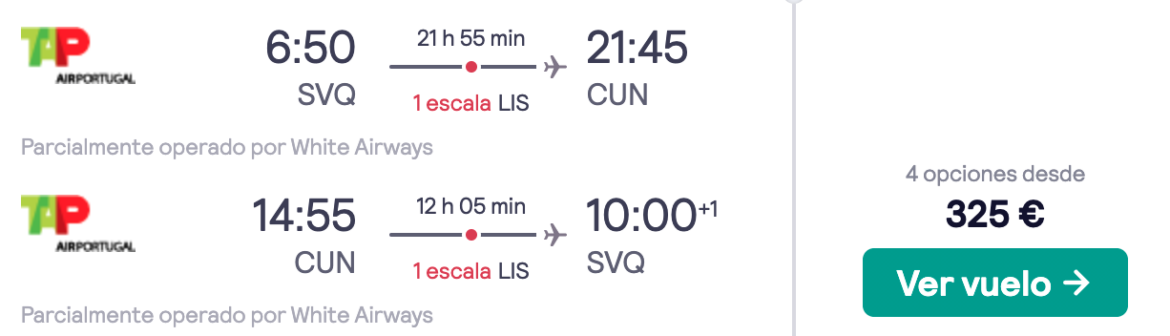 TAP
AIRPORTUGAL
6:50 21 h 55 min 21:45
SVQ 1 escala LIS CUN
Parcialmente operado por White Airways
TAP
AIRPORTUGAL
14:55 12 h 05 min 10:00+1
CUN 1 escala LIS SVQ
Parcialmente operado por White Airways
4 opciones desde
325 €
Ver vuelo →